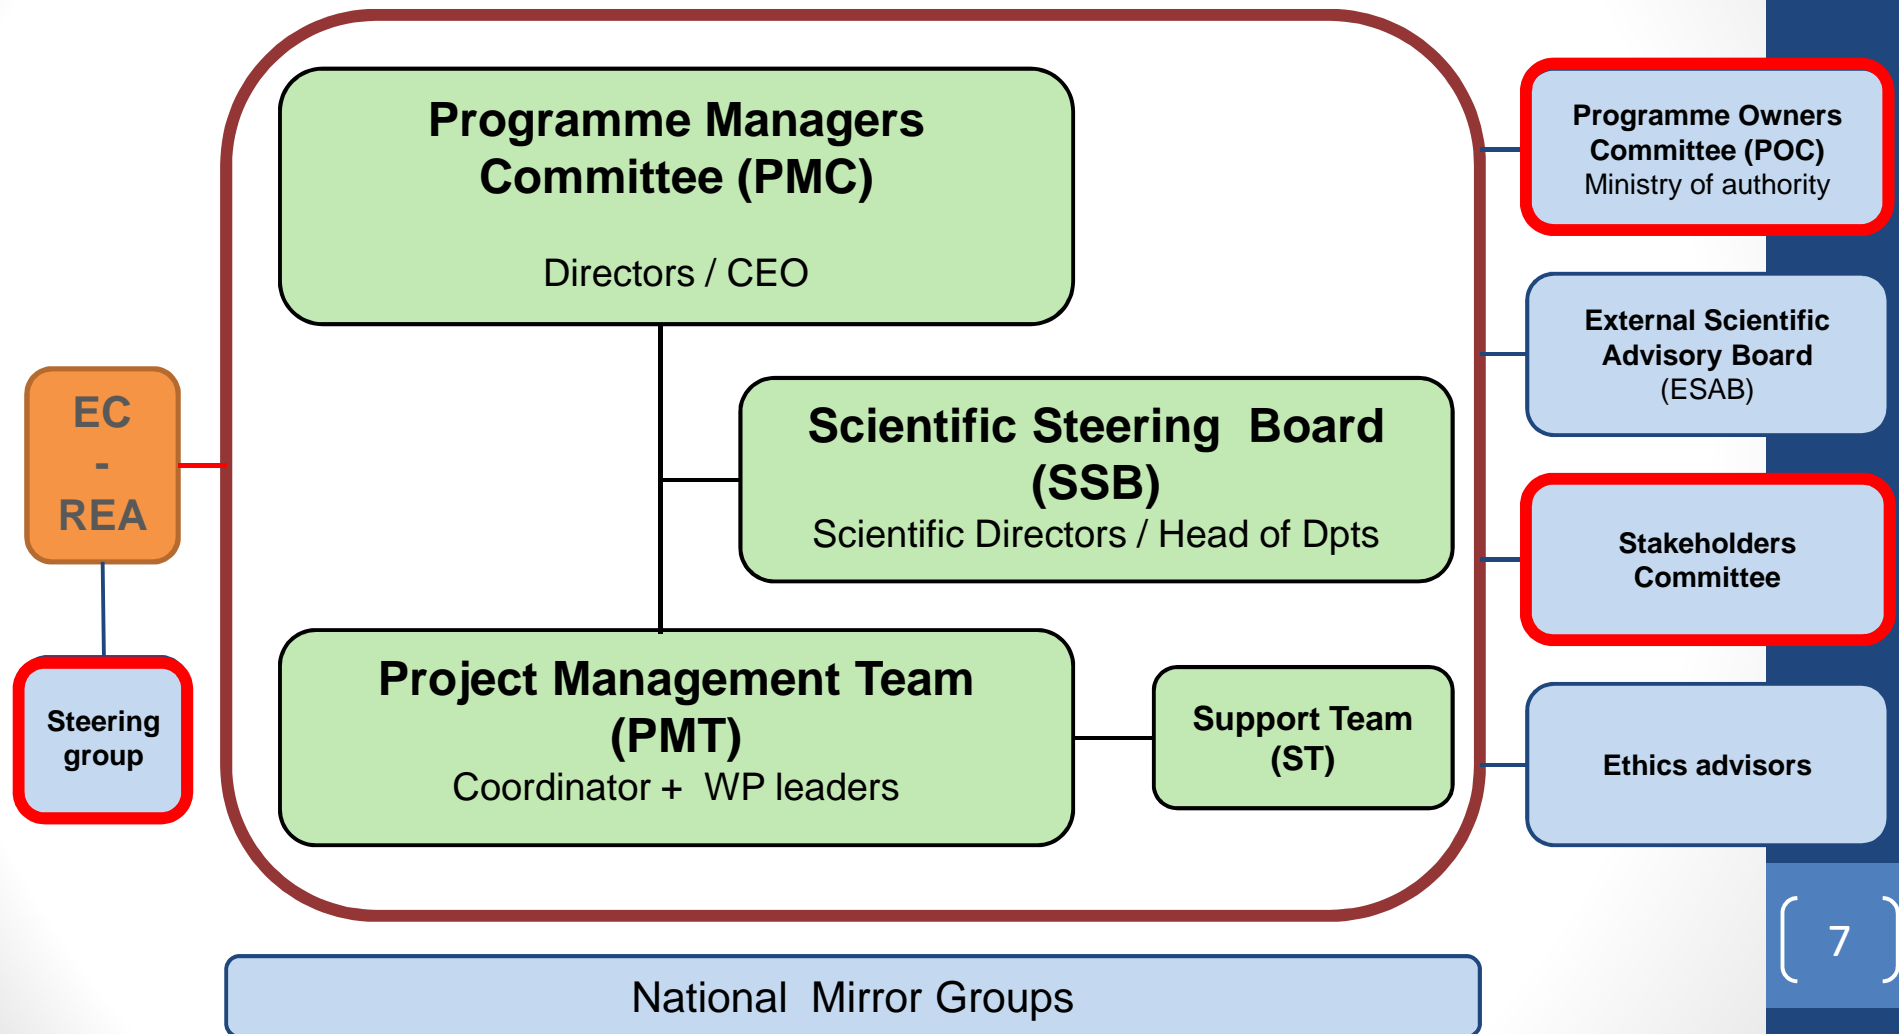 Programme Managers
Committee (PMC)
Directors / CEO
Scientific Steering  Board
(SSB)
Scientific Directors / Head of Dpts
Project Management Team
(PMT)
Coordinator +  WP leaders
Support Team
(ST)
EC
-
REA
Steering
group
Programme Owners
Committee (POC)
Ministry of authority
External Scientific
Advisory Board
(ESAB)
Stakeholders
Committee
Ethics advisors
7
National  Mirror Groups